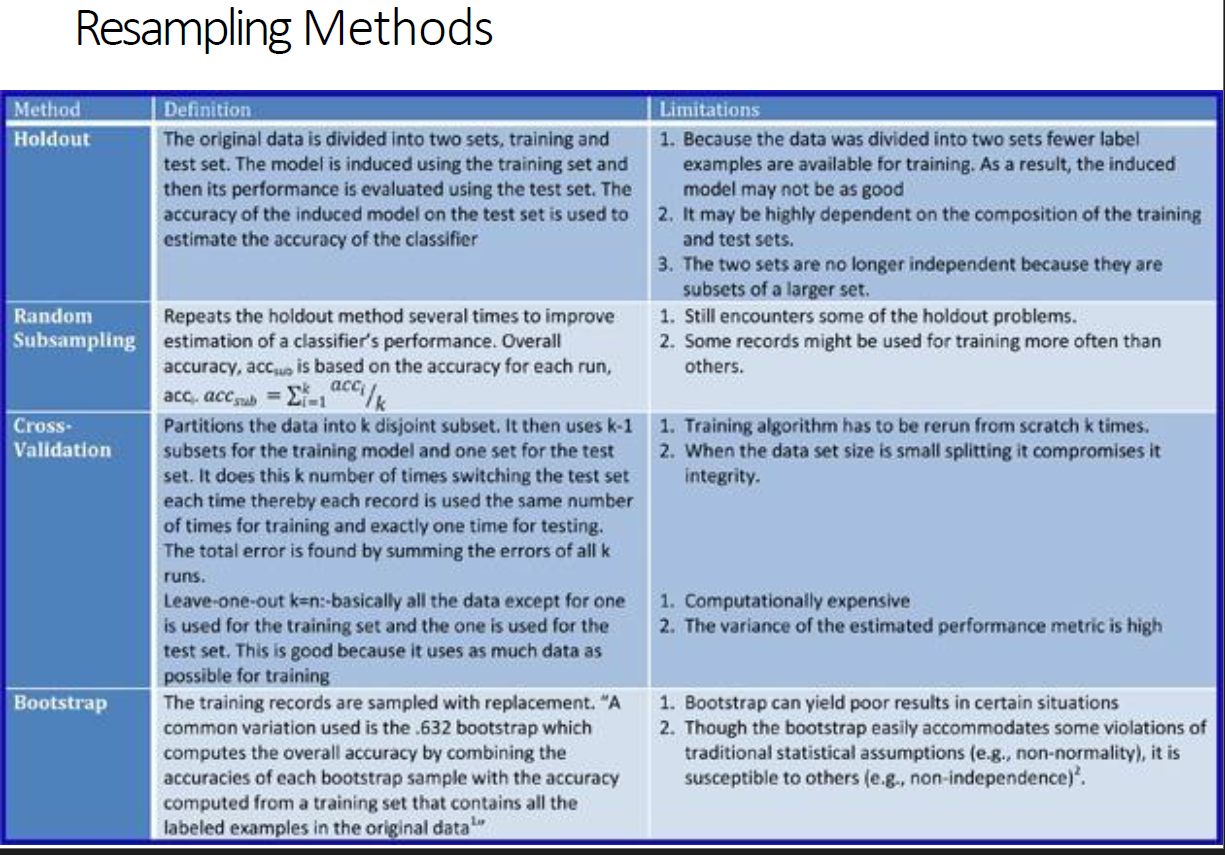 Resampling Methods
Method Definition Limitations
Holdout
The original data is divided into two sets, training and
test set. The model is induced using the training set and
then its performance is evaluated using the test set. The
accuracy of the induced model on the test set is used to
estimate the accuracy of the classifier
1. Because the data was divided into two sets fewer label
examples are available for training. As a result, the induced
model may not be as good
2. It may be highly dependent on the composition of the training
and test sets.
3. The two sets are no longer independent because they are
subsets of a larger set.
Random
Subsampling
Repeats the holdout method several times to improve
estimation of a classifier's performance. Overall
accuracy, acc_sub is based on the accuracy for each run,
acc_i. acc_sub = ∑_{i=1}^{k} acc_i/k
1. Still encounters some of the holdout problems.
2. Some records might be used for training more often than
others.
Cross-
Validation
Partitions the data into k disjoint subset. It then uses k-1
subsets for the training model and one set for the test
set. It does this k number of times switching the test set
each time thereby each record is used the same number
of times for training and exactly one time for testing.
The total error is found by summing the errors of all k
runs.
Leave-one-out k=n:-basically all the data except for one
is used for the training set and the one is used for the
test set. This is good because it uses as much data as
possible for training
1. Training algorithm has to be rerun from scratch k times.
2. When the data set size is small splitting it compromises it
integrity.
1. Computationally expensive
2. The variance of the estimated performance metric is high
Bootstrap
The training records are sampled with replacement. "A
common variation used is the .632 bootstrap which
computes the overall accuracy by combining the
accuracies of each bootstrap sample with the accuracy
computed from a training set that contains all the
labeled examples in the original data¹"
1. Bootstrap can yield poor results in certain situations
2. Though the bootstrap easily accommodates some violations of
traditional statistical assumptions (e.g., non-normality), it is
susceptible to others (e.g., non-independence)².